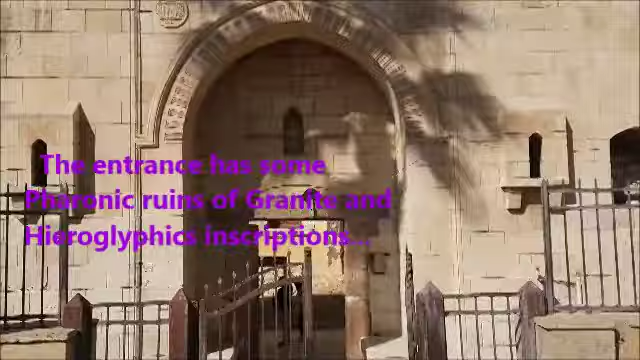 The entrance has some
Pharonic ruins of Granite and
Hieroglyphics inscriptions...